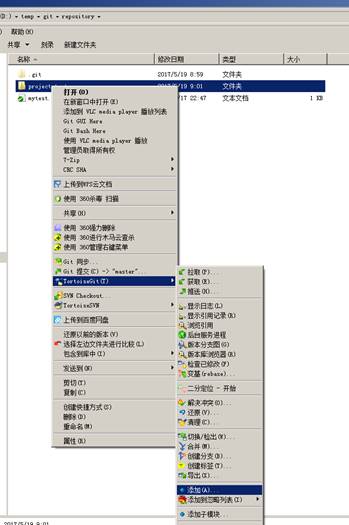 (D:) ▸ temp ▸ git ▸ repository ▸
) 帮助(H)
共享 ▼ 刻录 新建文件夹
名称 修改日期 类型 大小
.git 2017/5/19 8:59 文件夹
project 2017/5/19 9:01 文件夹
mytest. /17 22:47 文本文档 1 KB
打开(O)
在新窗口中打开(E)
添加到 VLC media player 播放列表
Git GUI Here
Git Bash Here
使用 VLC media player 播放
管理员取得所有权
7-Zip
CRC SHA
上传到WPS云文档
使用 360杀毒 扫描
共享(H)
使用 360强力删除
使用 360进行木马云查杀
使用 360管理右键菜单
Git 同步...
Git 提交(C) -> "master"...
TortoiseGit(T)
SVN Checkout...
TortoiseSVN
上传到百度网盘
还原以前的版本(V)
选择左边文件夹进行比较(L)
包含到库中(I)
发送到(N)
剪切(T)
复制(C)
创建快捷方式(S)
删除(D)
重命名(M)
属性(R)
拉取(P)...
获取(E)...
推送(H)...
显示日志(L)
显示引用记录(R)
浏览引用
后台服务进程
版本分支图(G)
版本库浏览器(R)
检查已修改(F)
变基(rebase)...
二分定位 - 开始
解决冲突(O)...
还原(V)...
清理(C)...
切换/检出(W)...
合并(M)...
创建分支(B)...
创建标签(T)...
导出(X)...
添加(A)...
添加到忽略列表(I)
添加子模块...
2017/5/19 9:01